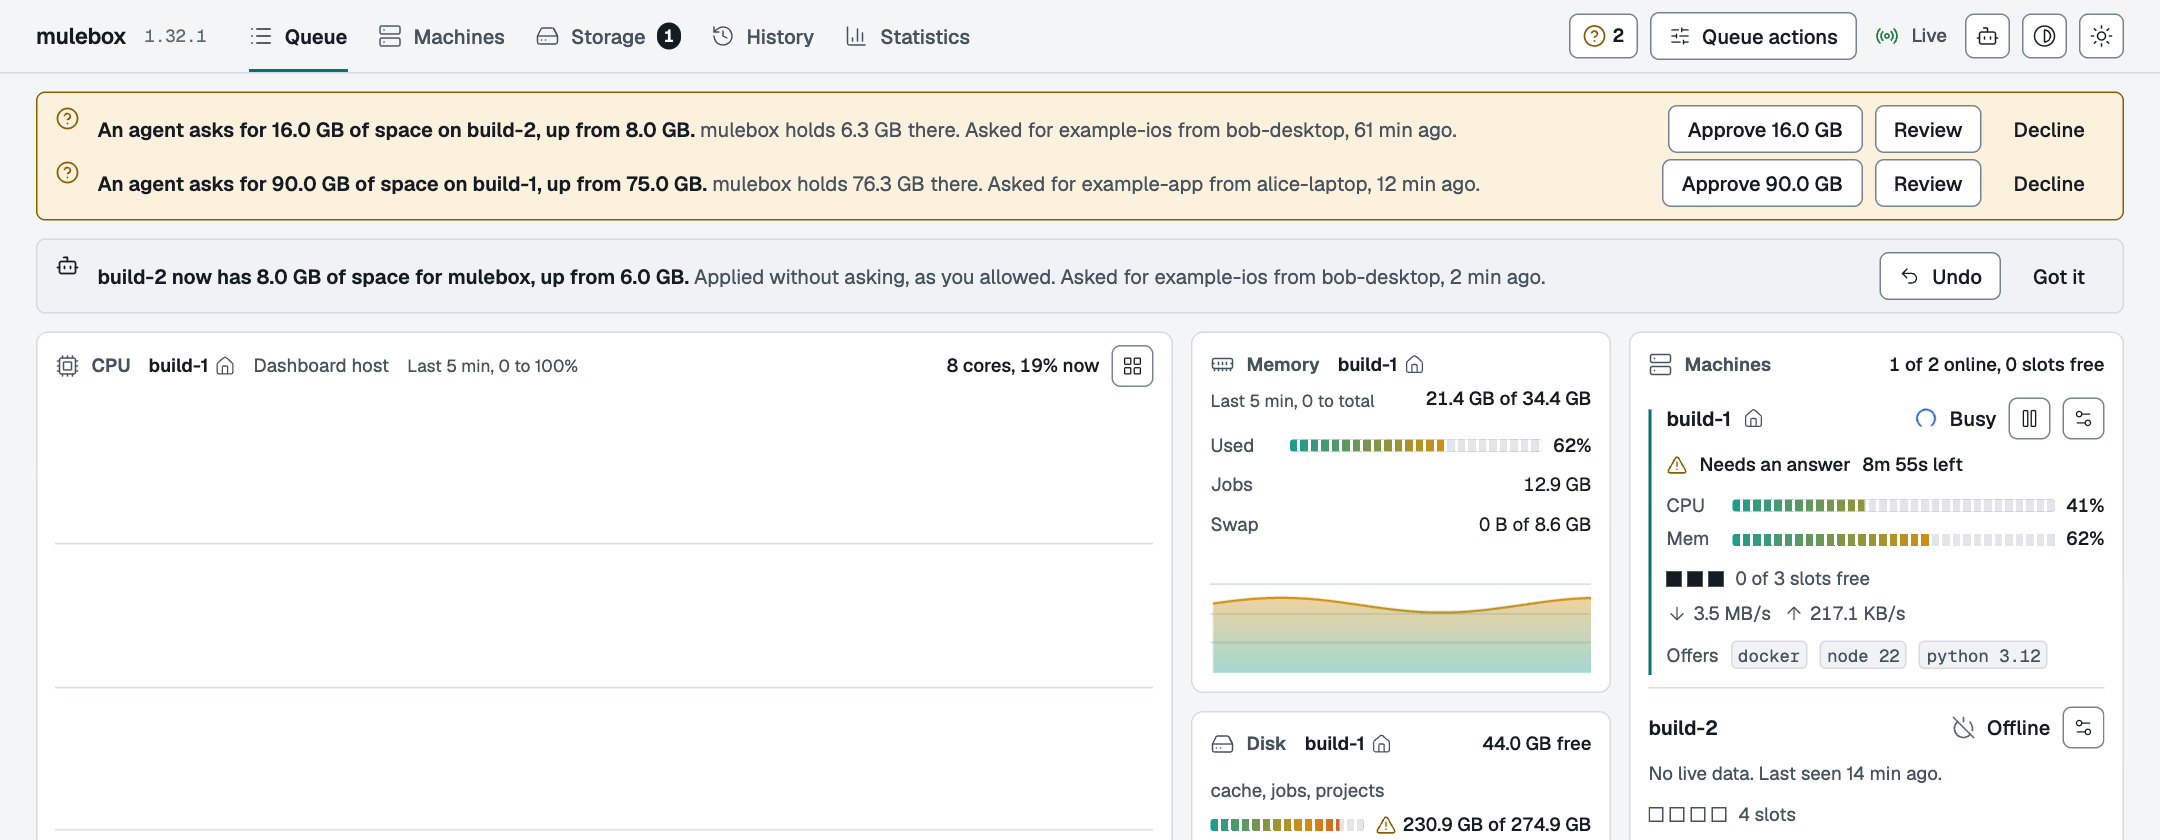 mulebox 1.32.1 Queue Machines Storage 1 History Statistics 2 Queue actions Live
An agent asks for 16.0 GB of space on build-2, up from 8.0 GB. mulebox holds 6.3 GB there. Asked for example-ios from bob-desktop, 61 min ago. Approve 16.0 GB Review Decline
An agent asks for 90.0 GB of space on build-1, up from 75.0 GB. mulebox holds 76.3 GB there. Asked for example-app from alice-laptop, 12 min ago. Approve 90.0 GB Review Decline
build-2 now has 8.0 GB of space for mulebox, up from 6.0 GB. Applied without asking, as you allowed. Asked for example-ios from bob-desktop, 2 min ago. Undo Got it
CPU build-1 Dashboard host Last 5 min, 0 to 100% 8 cores, 19% now
Memory build-1
Last 5 min, 0 to total 21.4 GB of 34.4 GB
Used 62%
Jobs 12.9 GB
Swap 0 B of 8.6 GB
Disk build-1 44.0 GB free
cache, jobs, projects
230.9 GB of 274.9 GB
Machines 1 of 2 online, 0 slots free
build-1 Busy
Needs an answer 8m 55s left
CPU 41%
Mem 62%
0 of 3 slots free
3.5 MB/s 217.1 KB/s
Offers docker node 22 python 3.12
build-2 Offline
No live data. Last seen 14 min ago.
4 slots